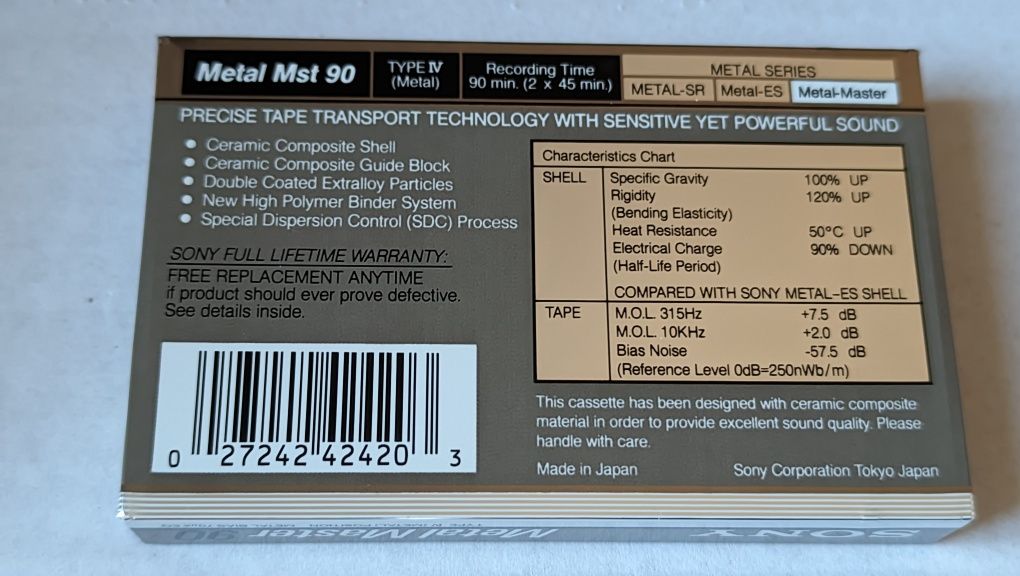 Metal Mst 90
TYPE IV
(Metal)
Recording Time
90 min. (2 x 45 min.)
METAL SERIES
METAL-SR Metal-ES Metal-Master
PRECISE TAPE TRANSPORT TECHNOLOGY WITH SENSITIVE YET POWERFUL SOUND
• Ceramic Composite Shell
• Ceramic Composite Guide Block
• Double Coated Extralloy Particles
• New High Polymer Binder System
• Special Dispersion Control (SDC) Process
SONY FULL LIFETIME WARRANTY:
FREE REPLACEMENT ANYTIME
if product should ever prove defective.
See details inside.
0 27242 42420 3
Characteristics Chart
SHELL Specific Gravity 100% UP
Rigidity 120% UP
(Bending Elasticity)
Heat Resistance 50°C UP
Electrical Charge 90% DOWN
(Half-Life Period)
COMPARED WITH SONY METAL-ES SHELL
TAPE M.O.L. 315Hz +7.5 dB
M.O.L. 10KHz +2.0 dB
Bias Noise -57.5 dB
(Reference Level 0dB=250nWb/m)
This cassette has been designed with ceramic composite
material in order to provide excellent sound quality. Please
handle with care.
Made in Japan Sony Corporation Tokyo Japan
SONY Metal Master 90